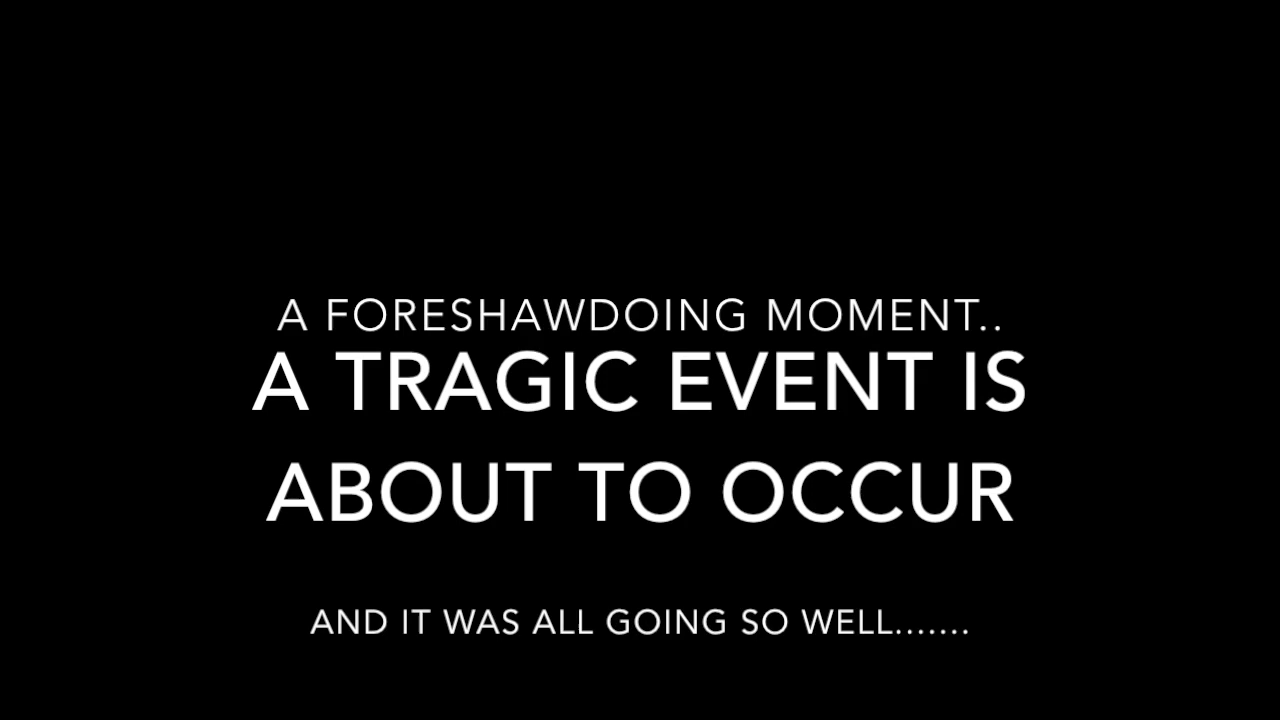 A FORESHAWDOING MOMENT..
A TRAGIC EVENT IS
ABOUT TO OCCUR
AND IT WAS ALL GOING SO WELL.......